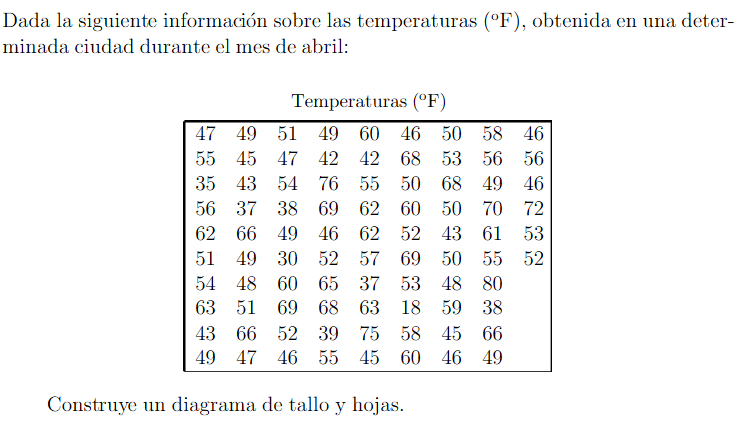 Dada la siguiente información sobre las temperaturas (ºF), obtenida en una deter-
minada ciudad durante el mes de abril:
Temperaturas (ºF)
47 49 51 49 60 46 50 58 46
55 45 47 42 42 68 53 56 56
35 43 54 76 55 50 68 49 46
56 37 38 69 62 60 50 70 72
62 66 49 46 62 52 43 61 53
51 49 30 52 57 69 50 55 52
54 48 60 65 37 53 48 80
63 51 69 68 63 18 59 38
43 66 52 39 75 58 45 66
49 47 46 55 45 60 46 49
Construye un diagrama de tallo y hojas.